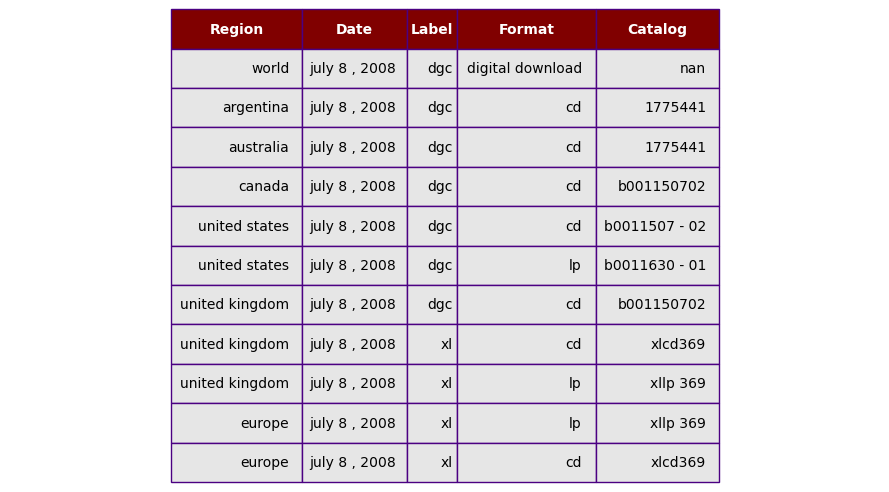 Region Date Label Format Catalog
world july 8 , 2008 dgc digital download nan
argentina july 8 , 2008 dgc cd 1775441
australia july 8 , 2008 dgc cd 1775441
canada july 8 , 2008 dgc cd b001150702
united states july 8 , 2008 dgc cd b0011507 - 02
united states july 8 , 2008 dgc lp b0011630 - 01
united kingdom july 8 , 2008 dgc cd b001150702
united kingdom july 8 , 2008 xl cd xlcd369
united kingdom july 8 , 2008 xl lp xllp 369
europe july 8 , 2008 xl lp xllp 369
europe july 8 , 2008 xl cd xlcd369